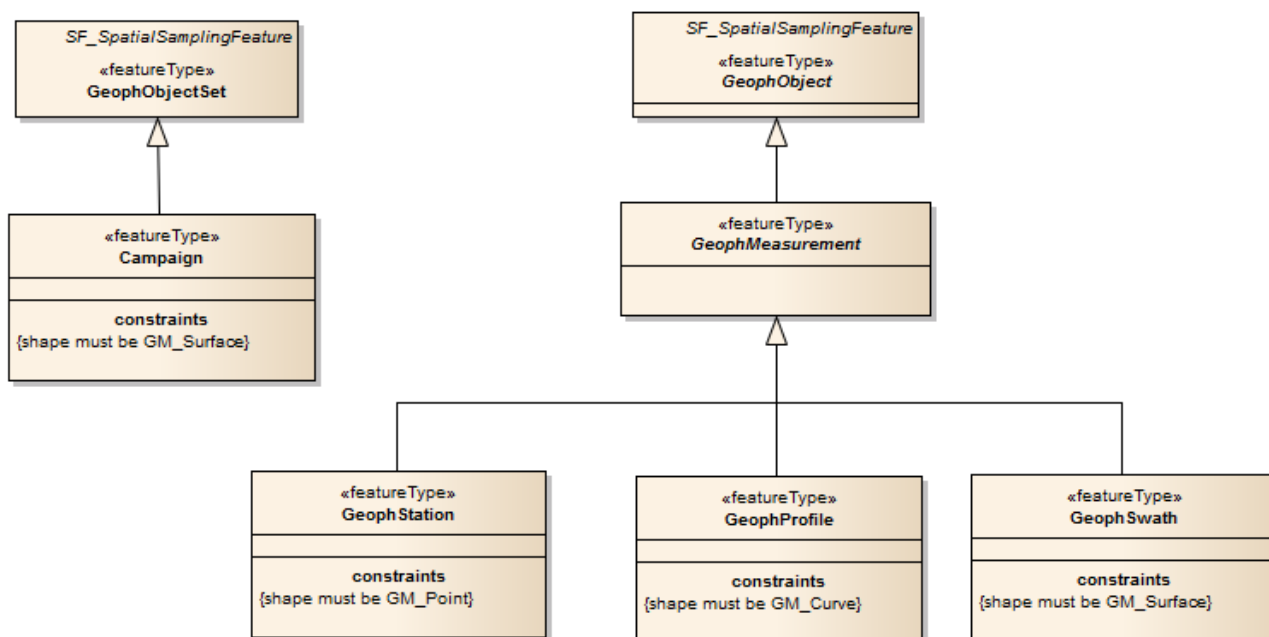 SF_SpatialSamplingFeature
«featureType»
GeophObjectSet
SF_SpatialSamplingFeature
«featureType»
GeophObject
«featureType»
Campaign
constraints
{shape must be GM_Surface}
«featureType»
GeophMeasurement
«featureType»
GeophStation
constraints
{shape must be GM_Point}
«featureType»
GeophProfile
constraints
{shape must be GM_Curve}
«featureType»
GeophSwath
constraints
{shape must be GM_Surface}